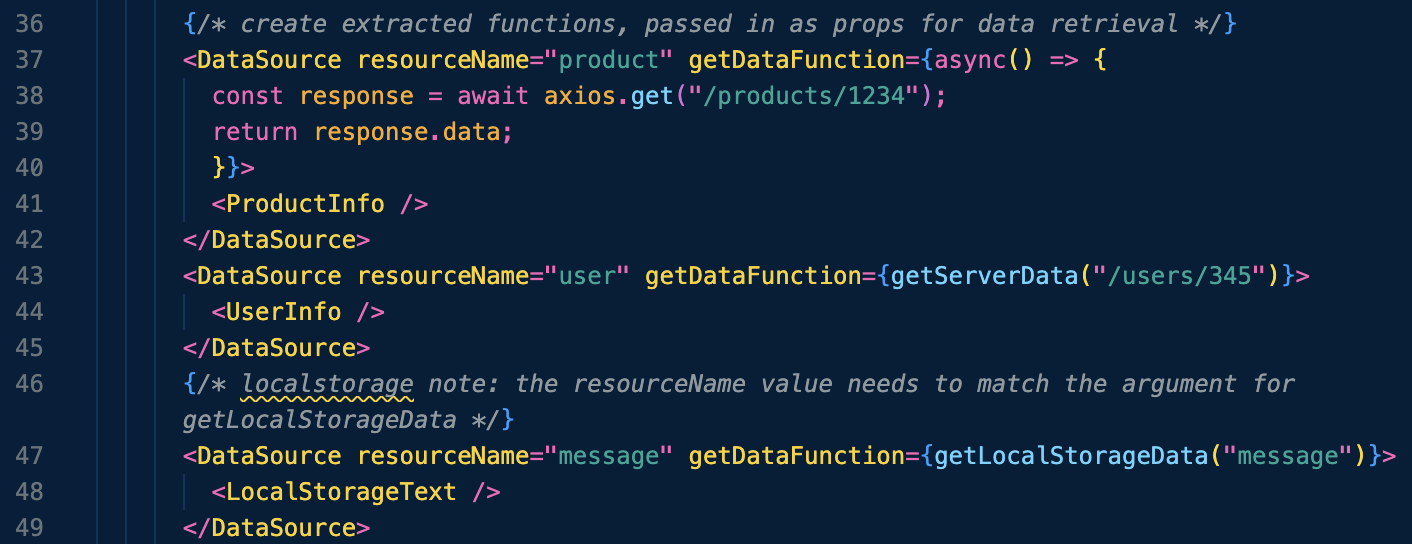 36 {/* create extracted functions, passed in as props for data retrieval */}
37 <DataSource resourceName="product" getDataFunction={async() => {
38 const response = await axios.get("/products/1234");
39 return response.data;
40 }}>
41 <ProductInfo />
42 </DataSource>
43 <DataSource resourceName="user" getDataFunction={getServerData("/users/345")}>
44 <UserInfo />
45 </DataSource>
46 {/* localstorage note: the resourceName value needs to match the argument for
getLocalStorageData */}
47 <DataSource resourceName="message" getDataFunction={getLocalStorageData("message")}>
48 <LocalStorageText />
49 </DataSource>